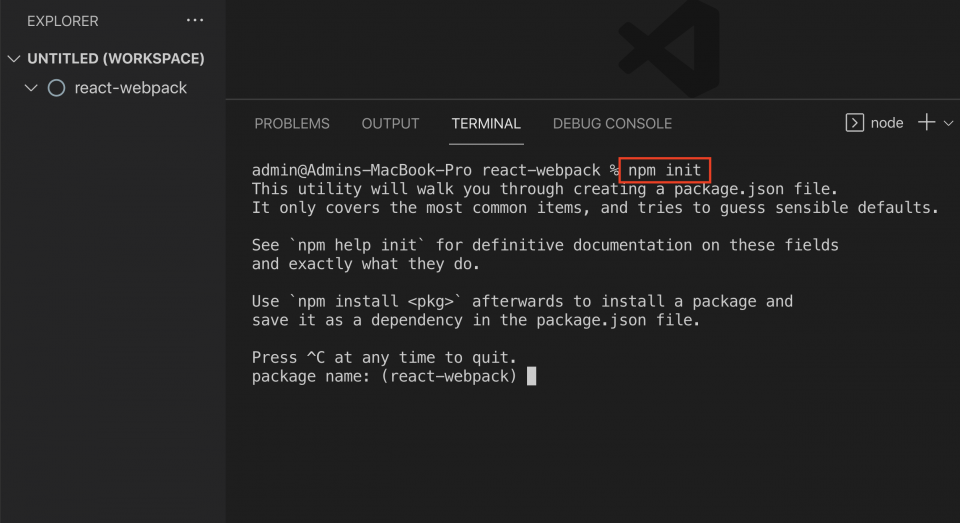 EXPLORER
UNTITLED (WORKSPACE)
react-webpack
PROBLEMS OUTPUT TERMINAL DEBUG CONSOLE node
admin@Admins-MacBook-Pro react-webpack % npm init
This utility will walk you through creating a package.json file.
It only covers the most common items, and tries to guess sensible defaults.
See `npm help init` for definitive documentation on these fields
and exactly what they do.
Use `npm install <pkg>` afterwards to install a package and
save it as a dependency in the package.json file.
Press ^C at any time to quit.
package name: (react-webpack)